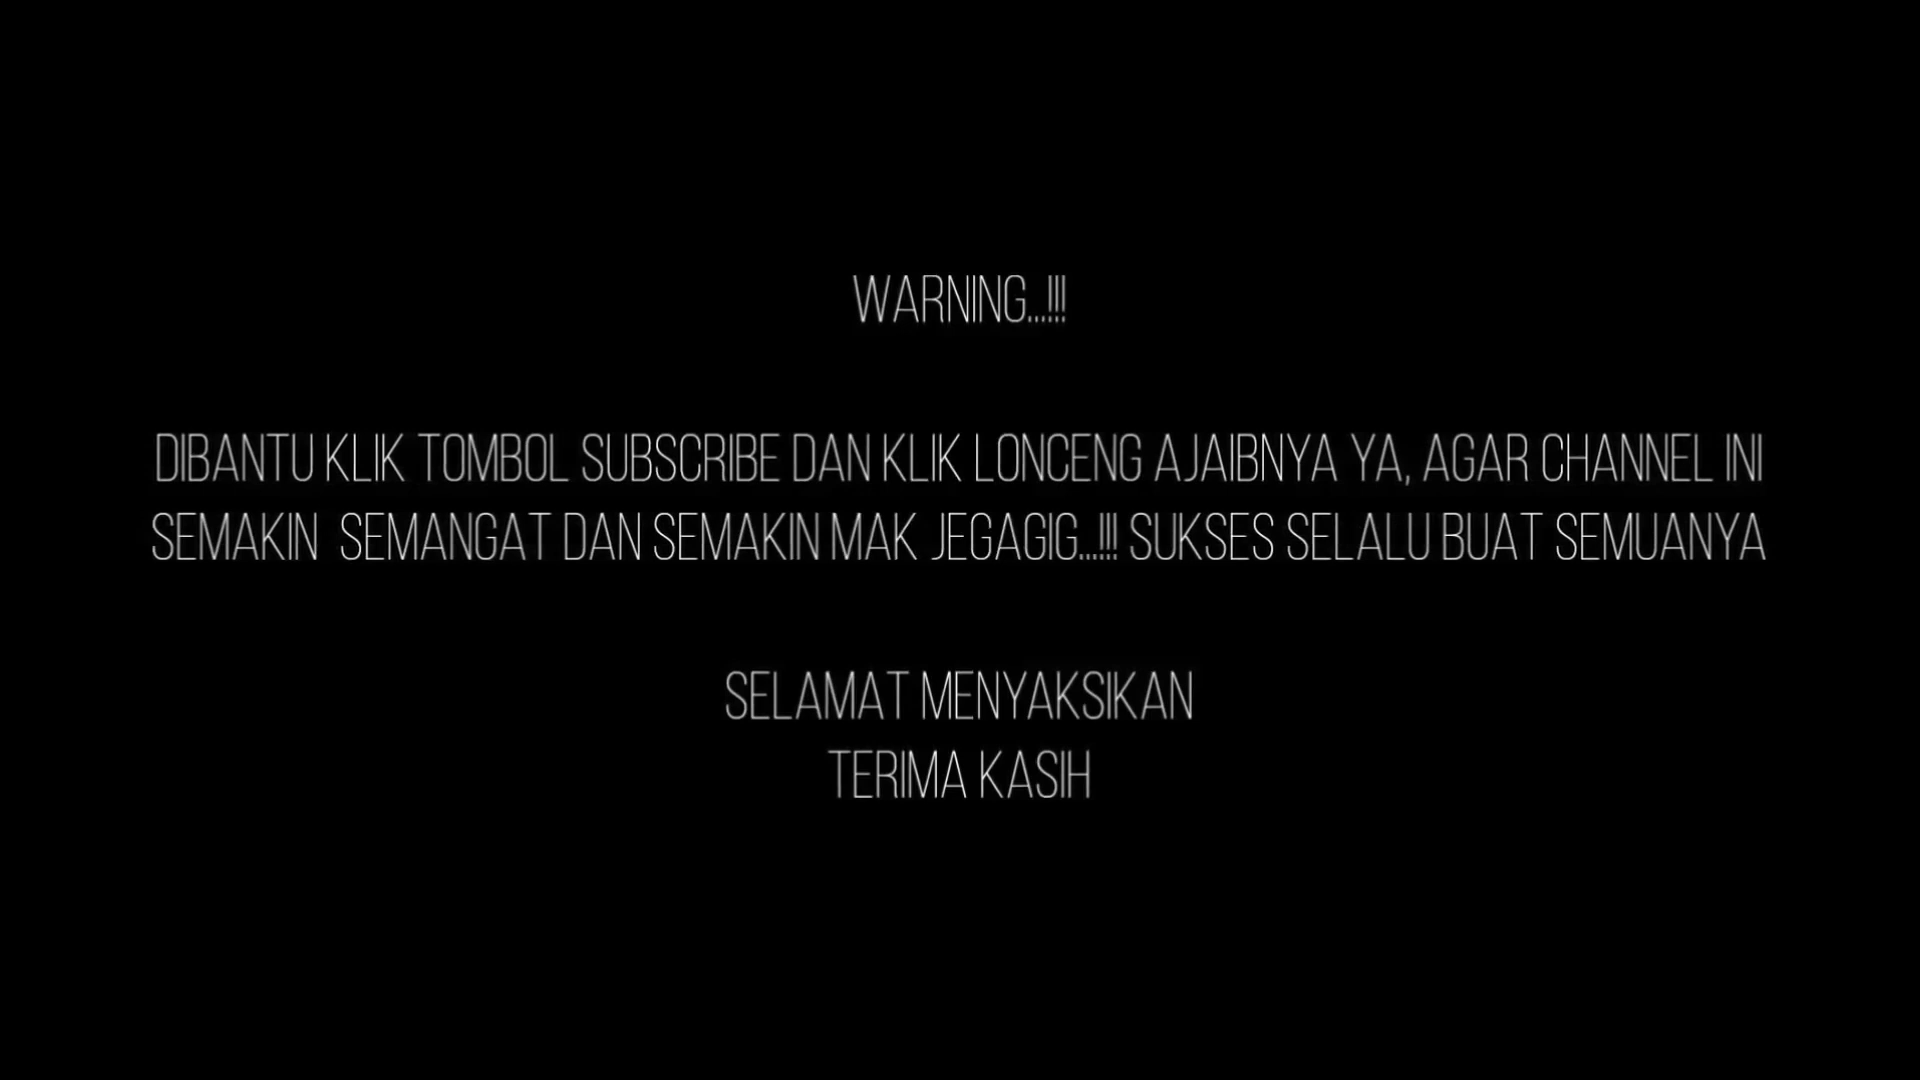 WARNING...!!!
DIBANTU KLIK TOMBOL SUBSCRIBE DAN KLIK LONCENG AJAIBNYA YA, AGAR CHANNEL INI
SEMAKIN  SEMANGAT DAN SEMAKIN MAK JEGAGIG...!!! SUKSES SELALU BUAT SEMUANYA
SELAMAT MENYAKSIKAN
TERIMA KASIH